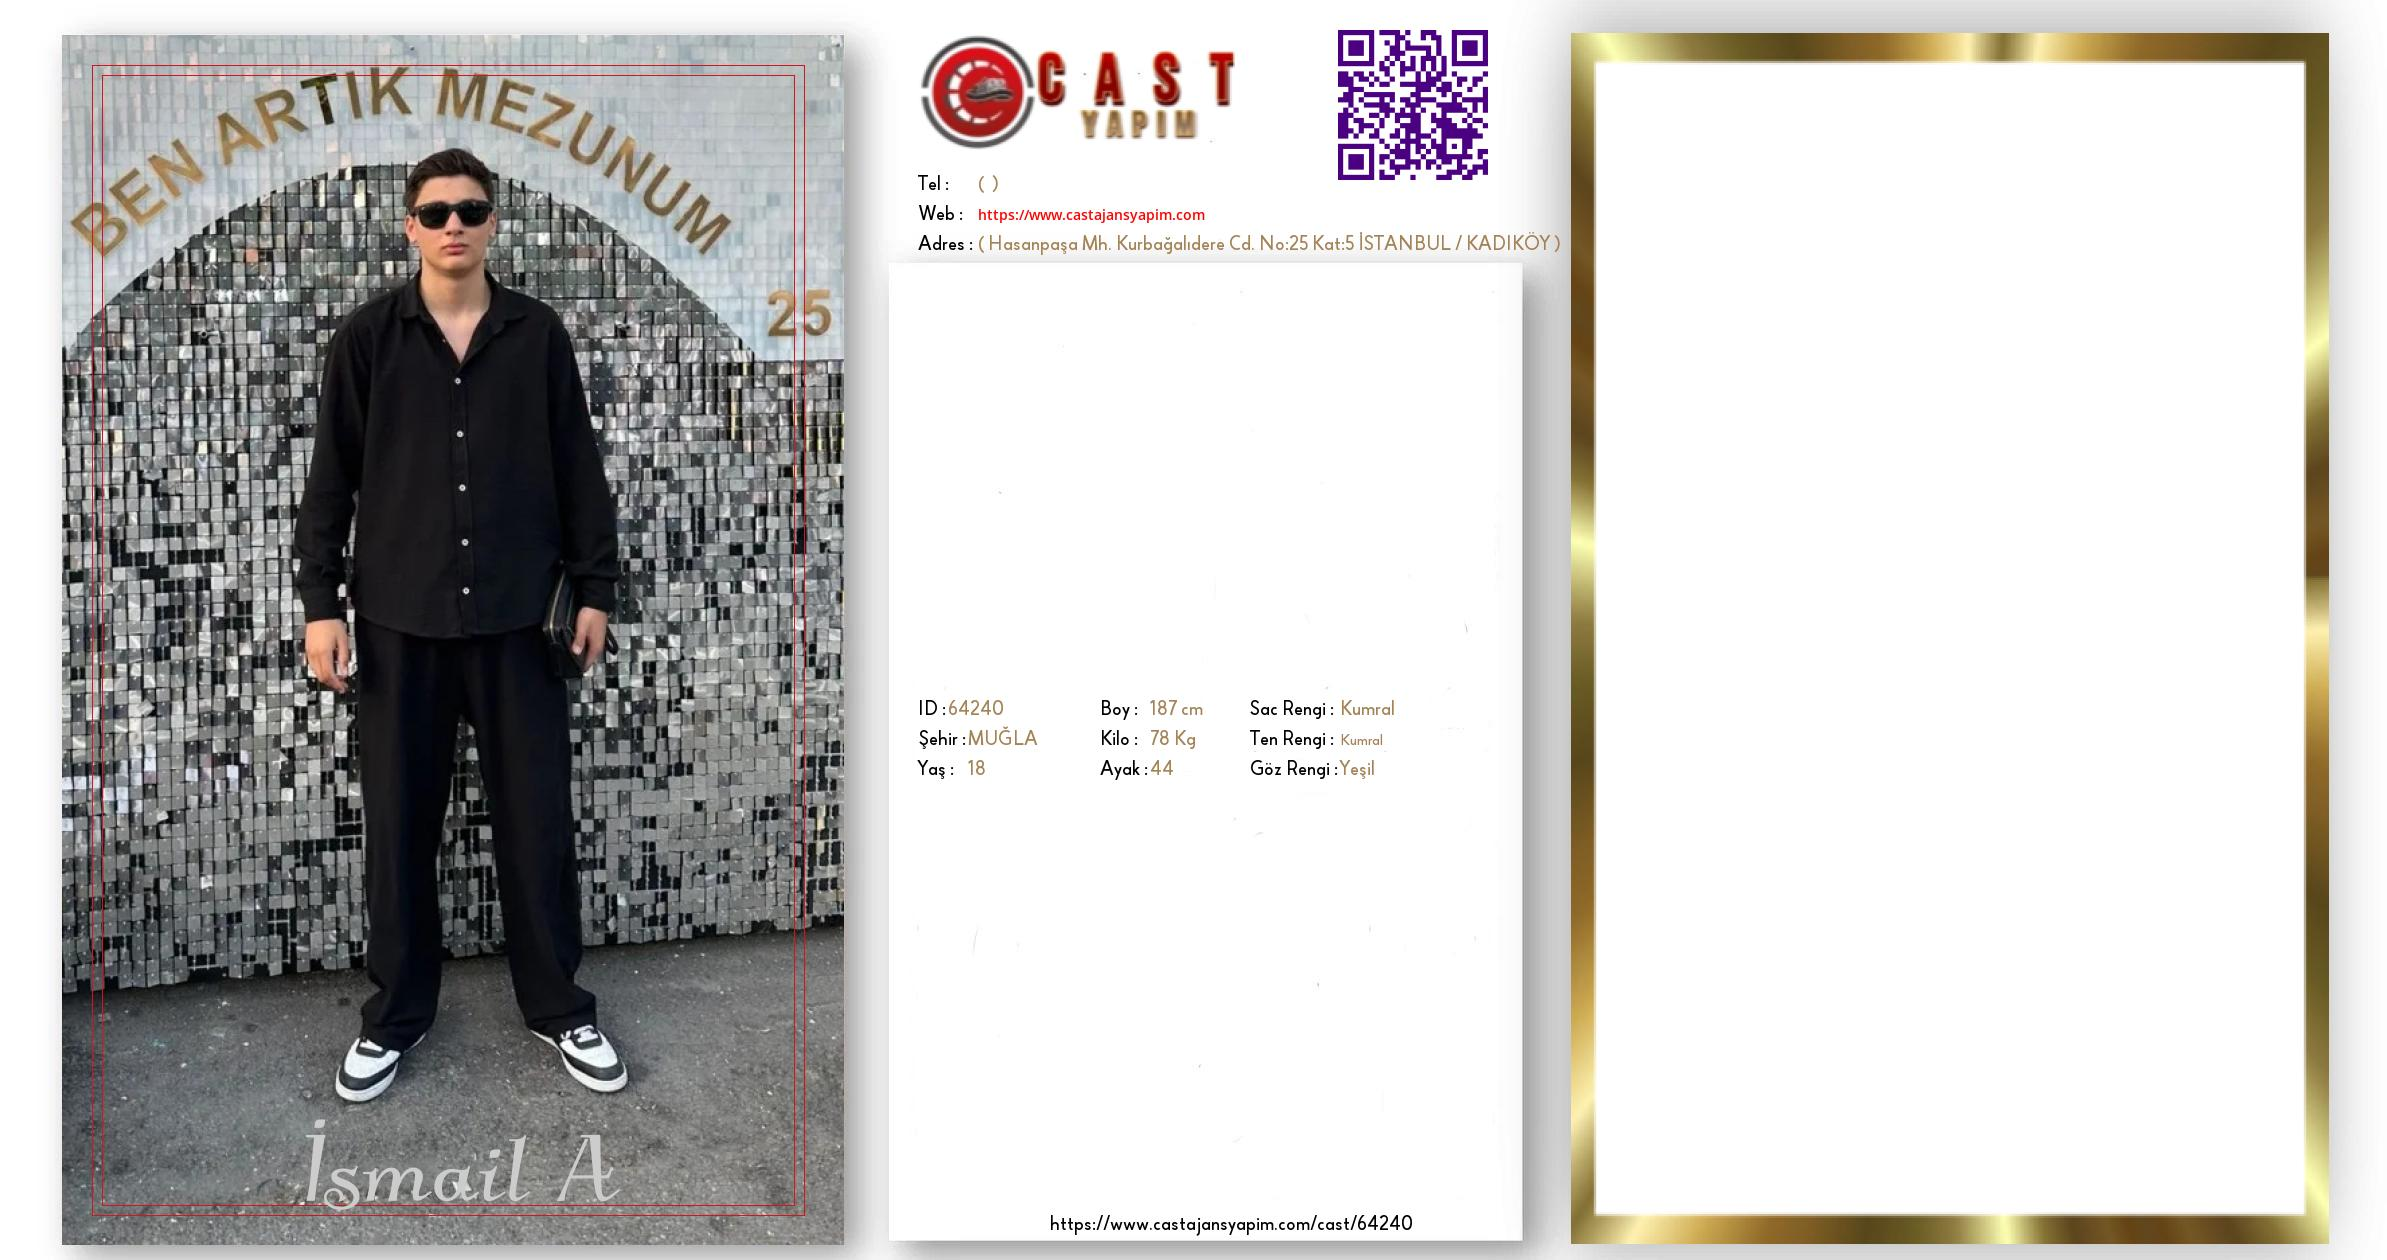 BEN ARTIK MEZUNUM
25
İsmail A
CAST
YAPIM
Tel : ( )
Web : https://www.castajansyapim.com
Adres : ( Hasanpaşa Mh. Kurbağalıdere Cd. No:25 Kat:5 İSTANBUL / KADIKÖY )
ID : 64240 Boy : 187 cm Sac Rengi : Kumral
Şehir : MUĞLA Kilo : 78 Kg Ten Rengi : Kumral
Yaş : 18 Ayak : 44 Göz Rengi : Yeşil
https://www.castajansyapim.com/cast/64240